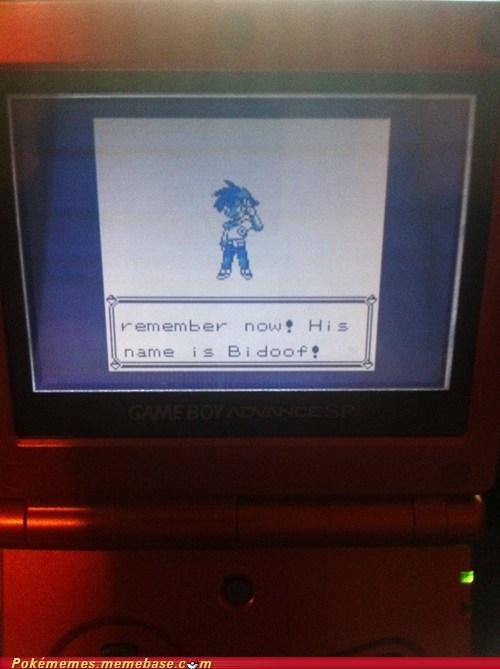 remember now! His
name is Bidoof!
GAME BOY ADVANCE SP
Pokémemes.memebase.com